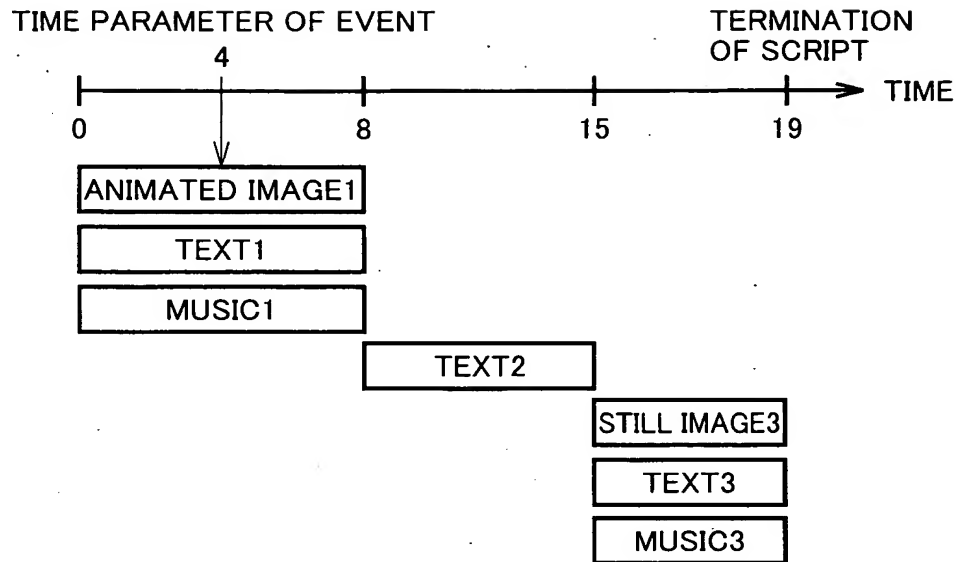 TIME PARAMETER OF EVENT
TERMINATION
OF SCRIPT
4
TIME
0
8
15
19
ANIMATED IMAGE1
TEXT1
MUSIC1
TEXT2
STILL IMAGE3
TEXT3
MUSIC3